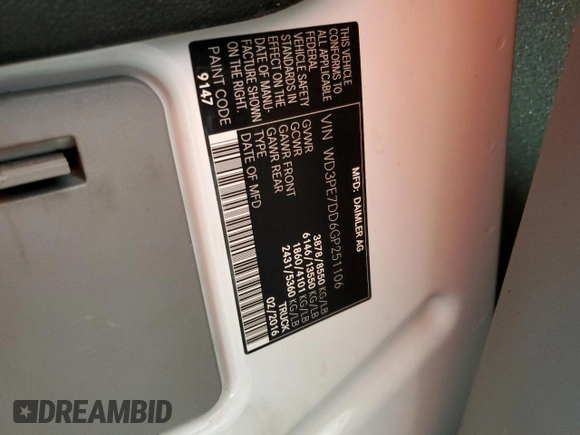 MFD: DAIMLER AG
VIN WD3PE7DD6GP251106
GVWR 3878/8550 KG/LB
GCWR 6146/13550 KG/LB
GAWR FRONT 1860/4101 KG/LB
GAWR REAR 2431/5360 KG/LB
TYPE TRUCK
DATE OF MFD 02/2016
THIS VEHICLE
CONFORMS TO
ALL APPLICABLE
FEDERAL
VEHICLE SAFETY
STANDARDS IN
EFFECT ON THE
DATE OF MANU-
FACTURE SHOWN
ON THE RIGHT.
PAINT CODE
9147
DREAMBID